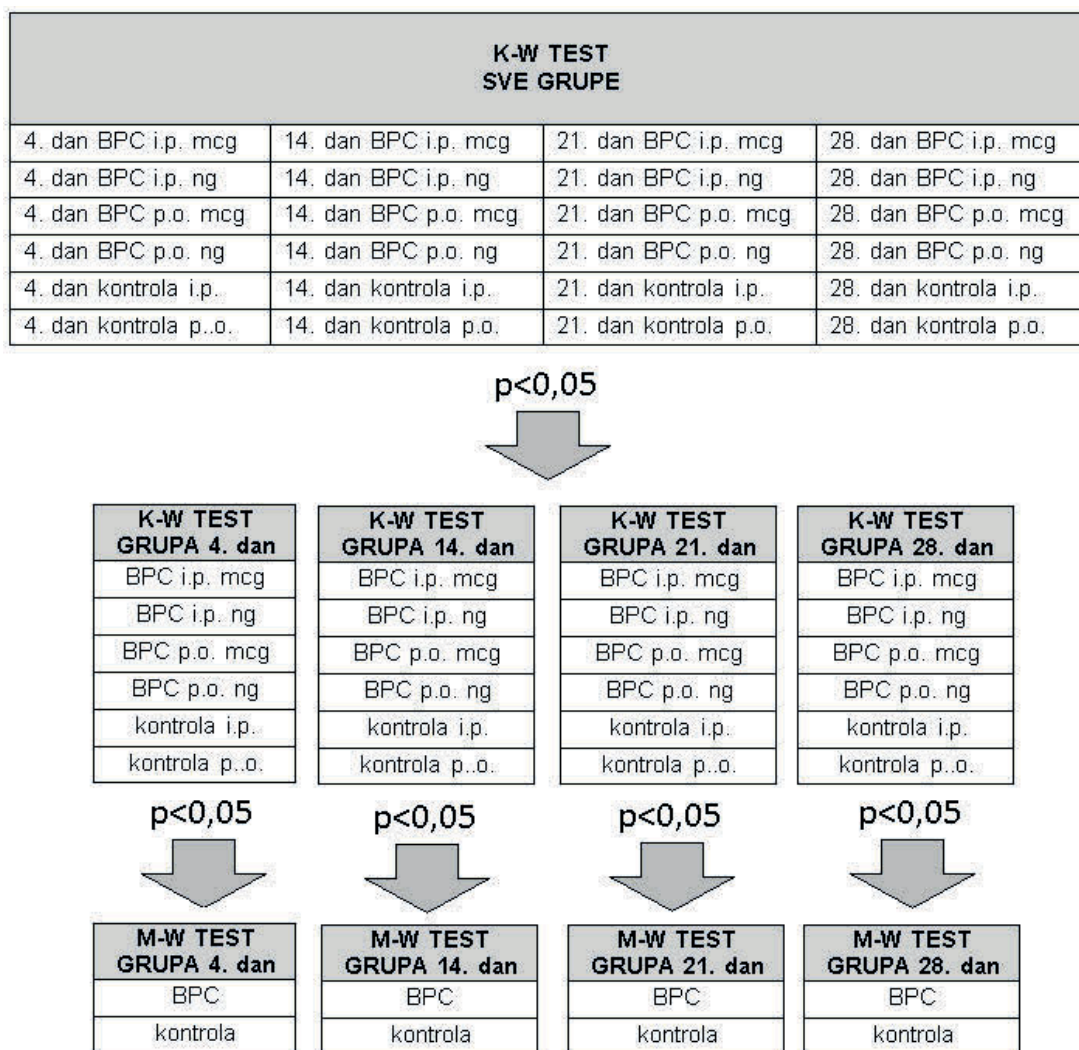 K-W TEST
SVE GRUPE
4. dan BPC i.p. mcg 14. dan BPC i.p. mcg 21. dan BPC i.p. mcg 28. dan BPC i.p. mcg
4. dan BPC i.p. ng 14. dan BPC i.p. ng 21. dan BPC i.p. ng 28. dan BPC i.p. ng
4. dan BPC p.o. mcg 14. dan BPC p.o. mcg 21. dan BPC p.o. mcg 28. dan BPC p.o. mcg
4. dan BPC p.o. ng 14. dan BPC p.o. ng 21. dan BPC p.o. ng 28. dan BPC p.o. ng
4. dan kontrola i.p. 14. dan kontrola i.p. 21. dan kontrola i.p. 28. dan kontrola i.p.
4. dan kontrola p..o. 14. dan kontrola p.o. 21. dan kontrola p.o. 28. dan kontrola p.o.
p<0,05
K-W TEST
GRUPA 4. dan
BPC i.p. mcg
BPC i.p. ng
BPC p.o. mcg
BPC p.o. ng
kontrola i.p.
kontrola p..o.
K-W TEST
GRUPA 14. dan
BPC i.p. mcg
BPC i.p. ng
BPC p.o. mcg
BPC p.o. ng
kontrola i.p.
kontrola p..o.
K-W TEST
GRUPA 21. dan
BPC i.p. mcg
BPC i.p. ng
BPC p.o. mcg
BPC p.o. ng
kontrola i.p.
kontrola p..o.
K-W TEST
GRUPA 28. dan
BPC i.p. mcg
BPC i.p. ng
BPC p.o. mcg
BPC p.o. ng
kontrola i.p.
kontrola p..o.
p<0,05
p<0,05
p<0,05
p<0,05
M-W TEST
GRUPA 4. dan
BPC
kontrola
M-W TEST
GRUPA 14. dan
BPC
kontrola
M-W TEST
GRUPA 21. dan
BPC
kontrola
M-W TEST
GRUPA 28. dan
BPC
kontrola